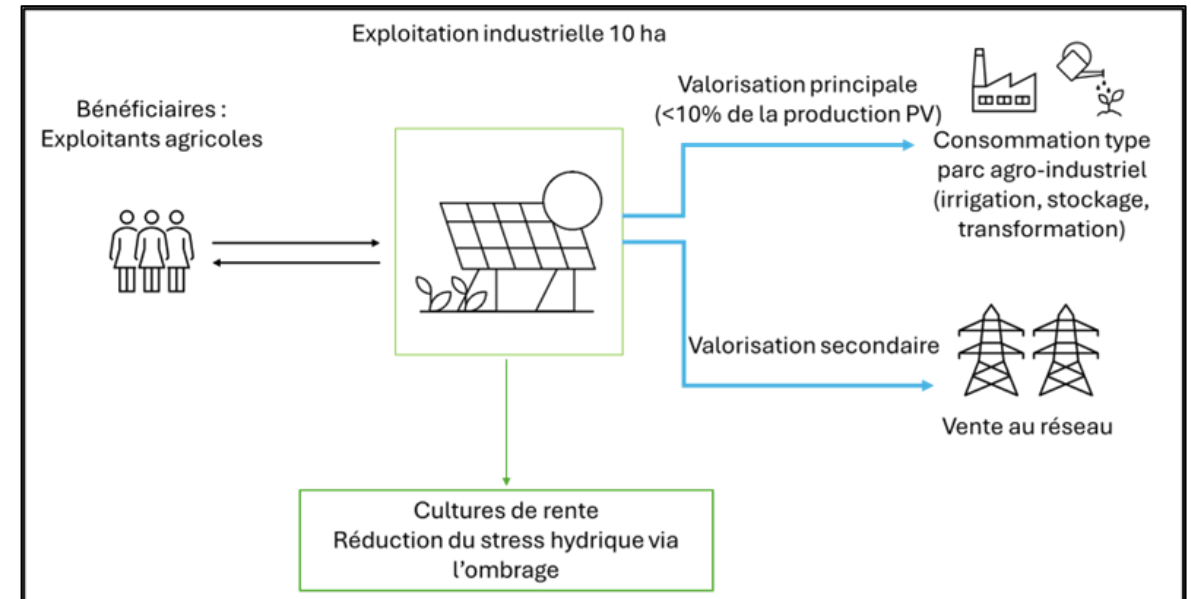 Exploitation industrielle 10 ha
Bénéficiaires :
Exploitants agricoles
Valorisation principale
(<10% de la production PV)
Consommation type
parc agro-industriel
(irrigation, stockage,
transformation)
Valorisation secondaire
Vente au réseau
Cultures de rente
Réduction du stress hydrique via
l’ombrage